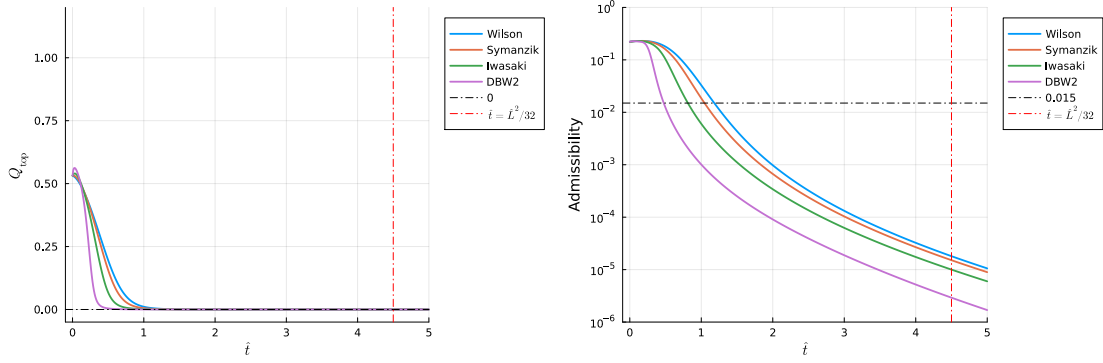 1.00
0.75
0.50
0.25
0.00
Q_top
0 1 2 3 4 5
t̂
Wilson
Symanzik
Iwasaki
DBW2
0
t̂ = L̂²/32
10⁰
10⁻¹
10⁻²
10⁻³
10⁻⁴
10⁻⁵
10⁻⁶
Admissibility
0 1 2 3 4 5
t̂
Wilson
Symanzik
Iwasaki
DBW2
0.015
t̂ = L̂²/32